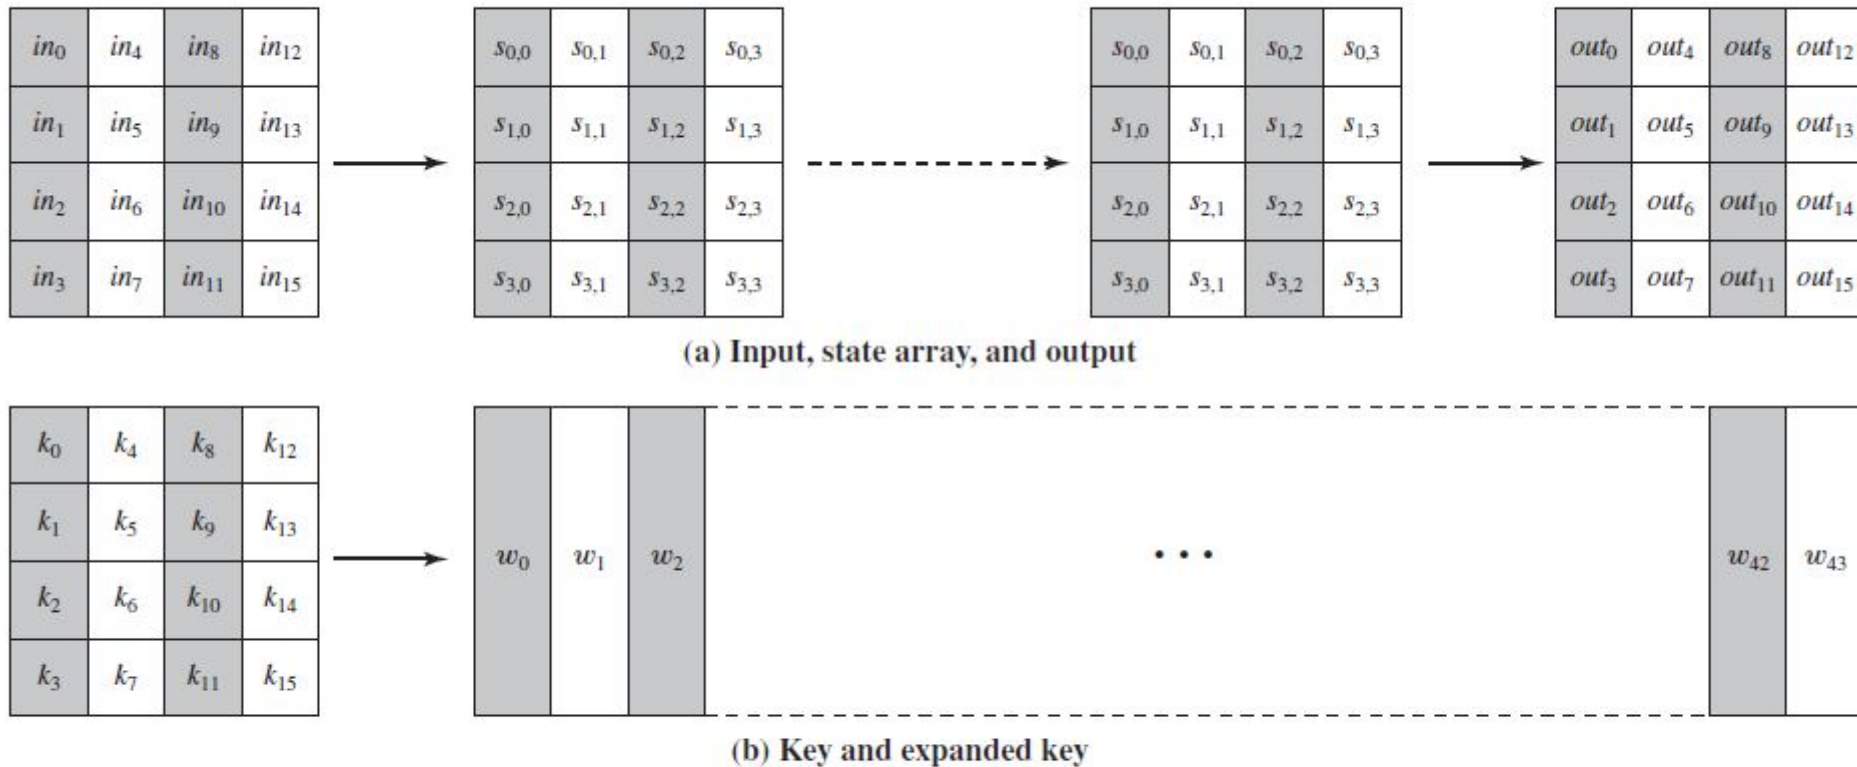 in₀ in₄ in₈ in₁₂ s₀,₀ s₀,₁ s₀,₂ s₀,₃ s₀,₀ s₀,₁ s₀,₂ s₀,₃ out₀ out₄ out₈ out₁₂
in₁ in₅ in₉ in₁₃ s₁,₀ s₁,₁ s₁,₂ s₁,₃ s₁,₀ s₁,₁ s₁,₂ s₁,₃ out₁ out₅ out₉ out₁₃
in₂ in₆ in₁₀ in₁₄ s₂,₀ s₂,₁ s₂,₂ s₂,₃ s₂,₀ s₂,₁ s₂,₂ s₂,₃ out₂ out₆ out₁₀ out₁₄
in₃ in₇ in₁₁ in₁₅ s₃,₀ s₃,₁ s₃,₂ s₃,₃ s₃,₀ s₃,₁ s₃,₂ s₃,₃ out₃ out₇ out₁₁ out₁₅
(a) Input, state array, and output
k₀ k₄ k₈ k₁₂
k₁ k₅ k₉ k₁₃
k₂ k₆ k₁₀ k₁₄
k₃ k₇ k₁₁ k₁₅
w₀ w₁ w₂ • • • w₄₂ w₄₃
(b) Key and expanded key